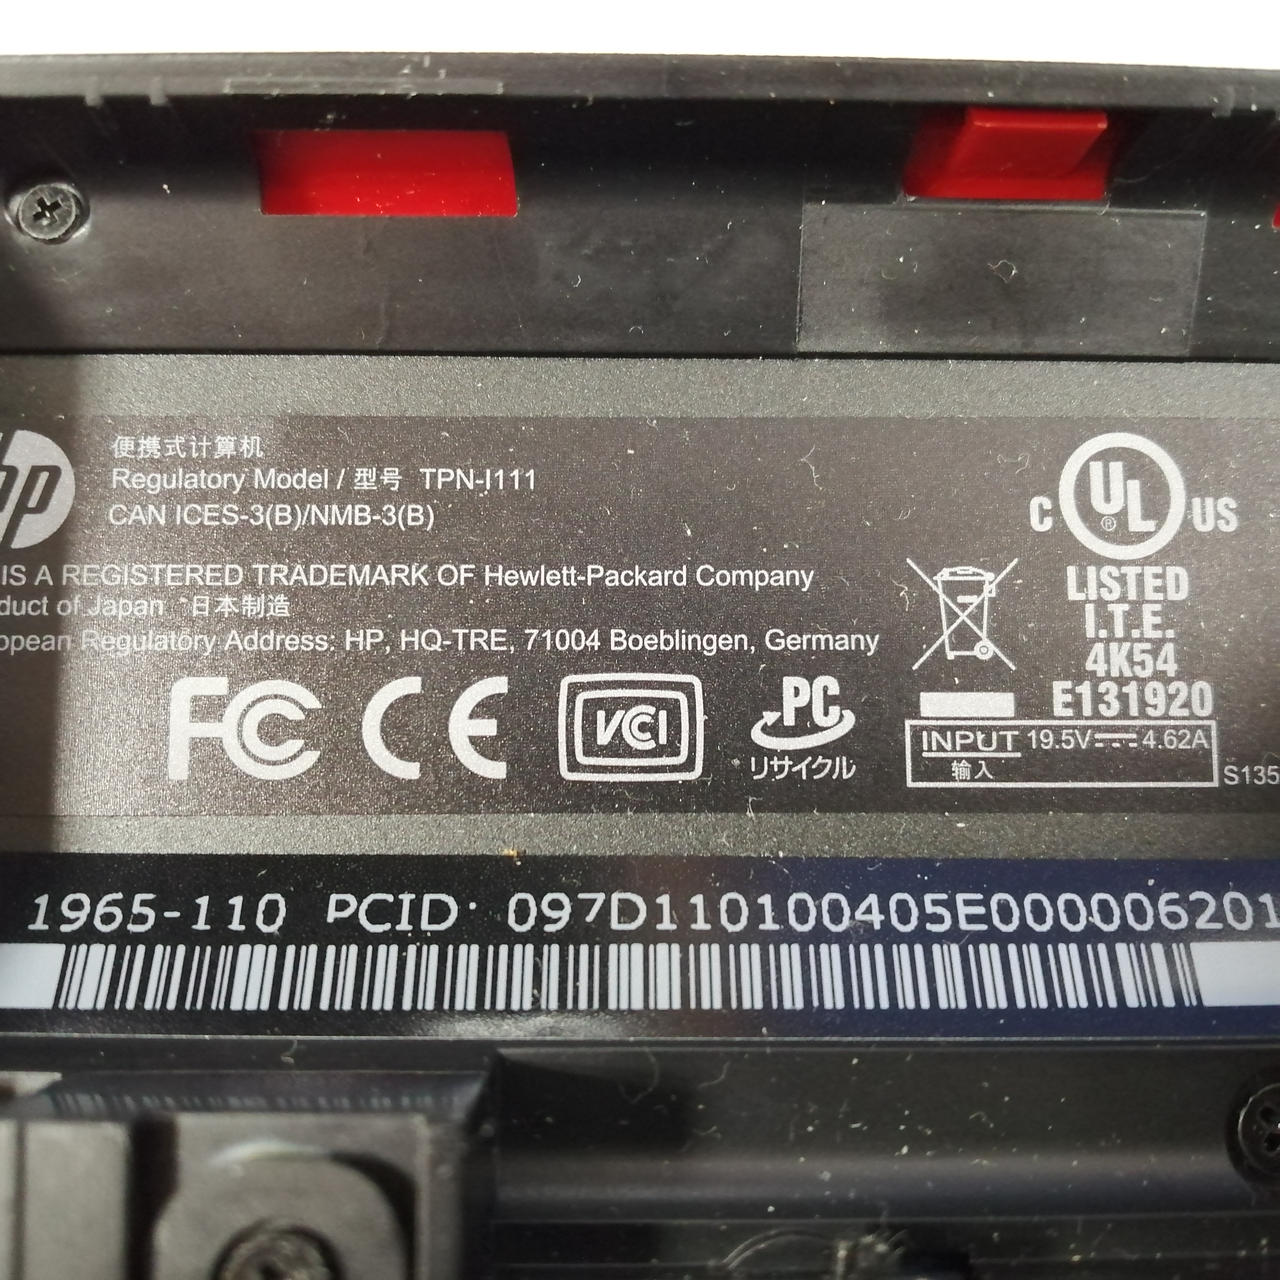 hp
便携式计算机
Regulatory Model / 型号 TPN-I111
CAN ICES-3(B)/NMB-3(B)
IS A REGISTERED TRADEMARK OF Hewlett-Packard Company
duct of Japan 日本制造
opean Regulatory Address: HP, HQ-TRE, 71004 Boeblingen, Germany
FC CE VCCI PC
リサイクル
C UL ® US
LISTED
I.T.E.
4K54
E131920
INPUT 19.5V⎓4.62A
输入
S135
1965-110 PCID: 097D110100405E000006201